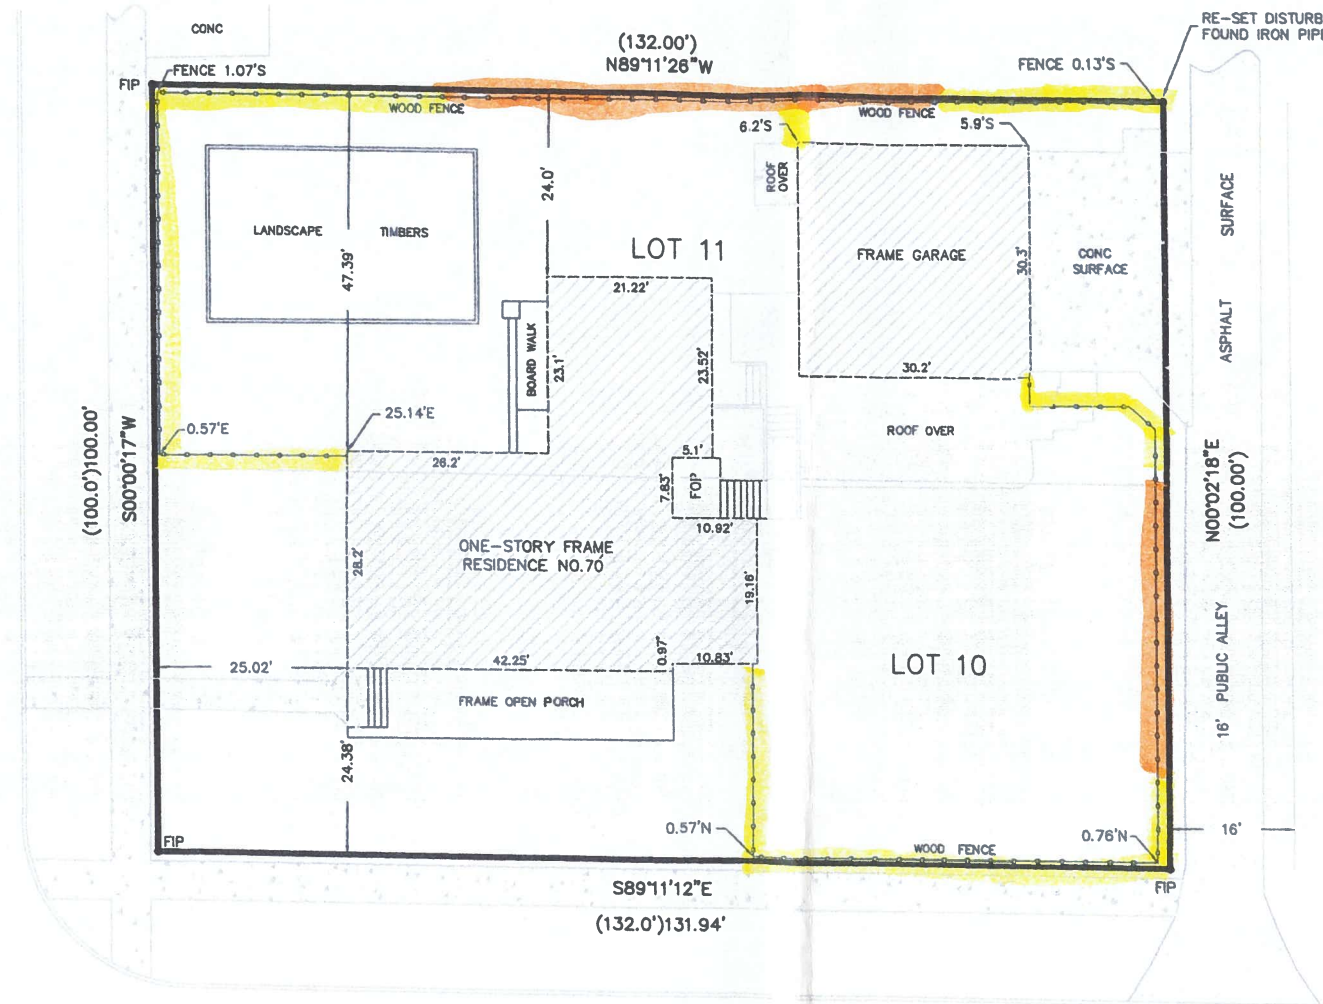 CONC
RE-SET DISTURB
FOUND IRON PIP
(132.00')
N89°11'26"W
FIP
FENCE 1.07'S
FENCE 0.13'S
WOOD FENCE
WOOD FENCE
6.2'S
5.9'S
ROOF
OVER
24.0'
LANDSCAPE TIMBERS
47.39'
LOT 11
FRAME GARAGE
30.3'
CONC
SURFACE
ASPHALT SURFACE
21.22'
BOARD WALK
23.1'
23.52'
30.2'
(100.0')100.00'
S00°00'17"W
0.57'E
25.14'E
ROOF OVER
26.2'
5.1'
7.83'
FOP
10.92'
N00°02'18"E
(100.00')
ONE-STORY FRAME
RESIDENCE NO.70
28.2'
19.16'
25.02'
42.25'
0.97'
10.83'
LOT 10
16' PUBLIC ALLEY
FRAME OPEN PORCH
24.38'
FIP
0.57'N
WOOD FENCE
0.76'N
16'
FIP
S89°11'12"E
(132.0')131.94'